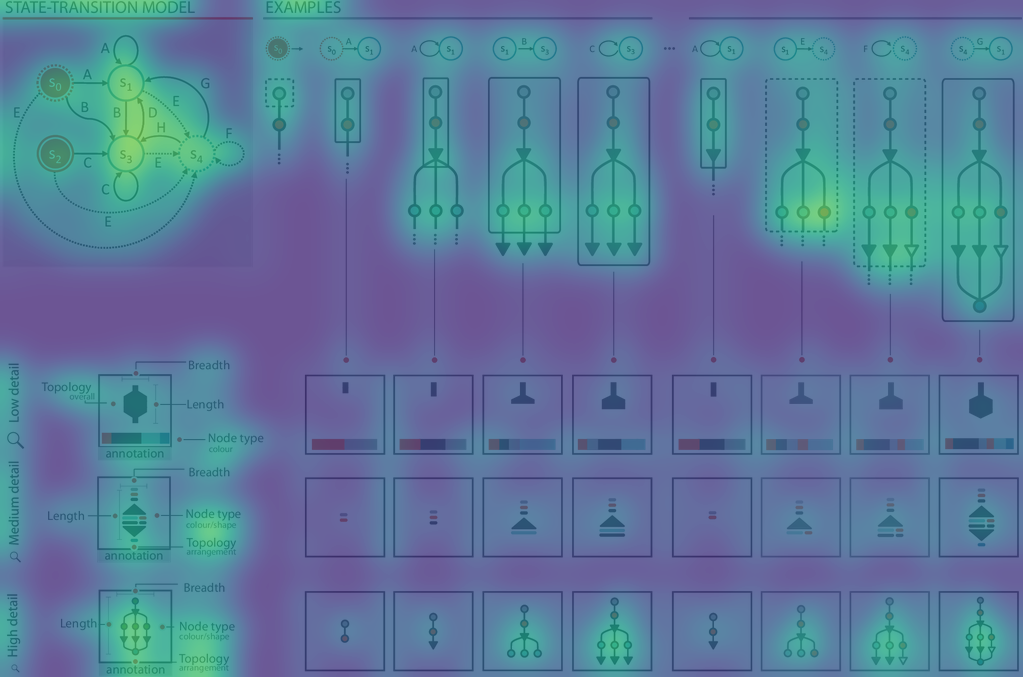 STATE-TRANSITION MODEL
EXAMPLES
S0 A S1
A S1
S1 B S3
C S3
...
A S1
S1 E S4
F S4
S4 G S1
A
S0 A S1 G
E B B D E
H F
S2 C S3 E S4
C
E
Low detail
Breadth
Topology
overall
Length
Node type
colour
annotation
Medium detail
Breadth
Length
Node type
colour/shape
Topology
arrangement
annotation
High detail
Breadth
Length
Node type
colour/shape
Topology
arrangement
annotation